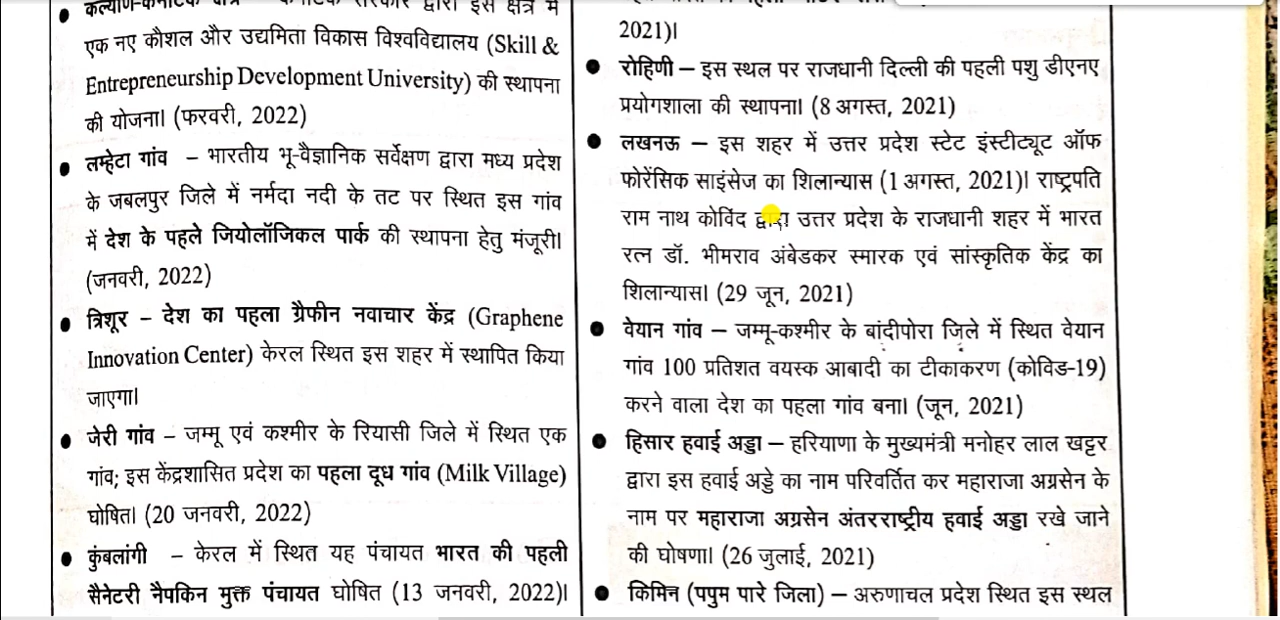 कल्याण-कर्नाटक क्षेत्र – कर्नाटक सरकार द्वारा इस क्षेत्र में
एक नए कौशल और उद्यमिता विकास विश्वविद्यालय (Skill &
Entrepreneurship Development University) की स्थापना
की योजना। (फरवरी, 2022)
● लम्हेटा गांव – भारतीय भू-वैज्ञानिक सर्वेक्षण द्वारा मध्य प्रदेश
के जबलपुर जिले में नर्मदा नदी के तट पर स्थित इस गांव
में देश के पहले जियोलॉजिकल पार्क की स्थापना हेतु मंजूरी।
(जनवरी, 2022)
● त्रिशूर – देश का पहला ग्रैफीन नवाचार केंद्र (Graphene
Innovation Center) केरल स्थित इस शहर में स्थापित किया
जाएगा।
● जेरी गांव – जम्मू एवं कश्मीर के रियासी जिले में स्थित एक
गांव; इस केंद्रशासित प्रदेश का पहला दूध गांव (Milk Village)
घोषित। (20 जनवरी, 2022)
● कुंबलांगी – केरल में स्थित यह पंचायत भारत की पहली
सैनेटरी नैपकिन मुक्त पंचायत घोषित (13 जनवरी, 2022)।
2021)।
● रोहिणी – इस स्थल पर राजधानी दिल्ली की पहली पशु डीएनए
प्रयोगशाला की स्थापना। (8 अगस्त, 2021)
● लखनऊ – इस शहर में उत्तर प्रदेश स्टेट इंस्टीट्यूट ऑफ
फोरेंसिक साइंसेज का शिलान्यास (1 अगस्त, 2021)। राष्ट्रपति
राम नाथ कोविंद द्वारा उत्तर प्रदेश के राजधानी शहर में भारत
रत्न डॉ. भीमराव अंबेडकर स्मारक एवं सांस्कृतिक केंद्र का
शिलान्यास। (29 जून, 2021)
● वेयान गांव – जम्मू-कश्मीर के बांदीपोरा जिले में स्थित वेयान
गांव 100 प्रतिशत वयस्क आबादी का टीकाकरण (कोविड-19)
करने वाला देश का पहला गांव बना। (जून, 2021)
● हिसार हवाई अड्डा – हरियाणा के मुख्यमंत्री मनोहर लाल खट्टर
द्वारा इस हवाई अड्डे का नाम परिवर्तित कर महाराजा अग्रसेन के
नाम पर महाराजा अग्रसेन अंतरराष्ट्रीय हवाई अड्डा रखे जाने
की घोषणा। (26 जुलाई, 2021)
● किमिन (पपुम पारे जिला) – अरुणाचल प्रदेश स्थित इस स्थल